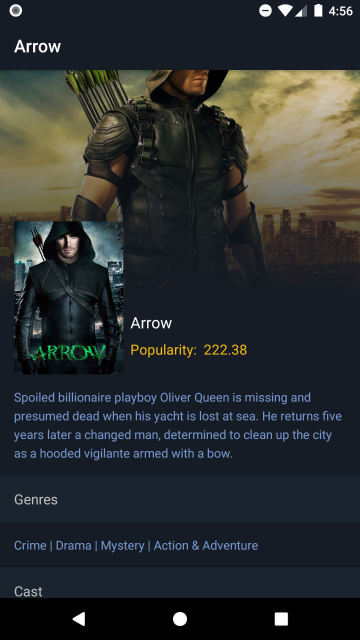 4:56
Arrow
ARROW
Arrow
Popularity: 222.38
Spoiled billionaire playboy Oliver Queen is missing and
presumed dead when his yacht is lost at sea. He returns five
years later a changed man, determined to clean up the city
as a hooded vigilante armed with a bow.
Genres
Crime | Drama | Mystery | Action & Adventure
Cast